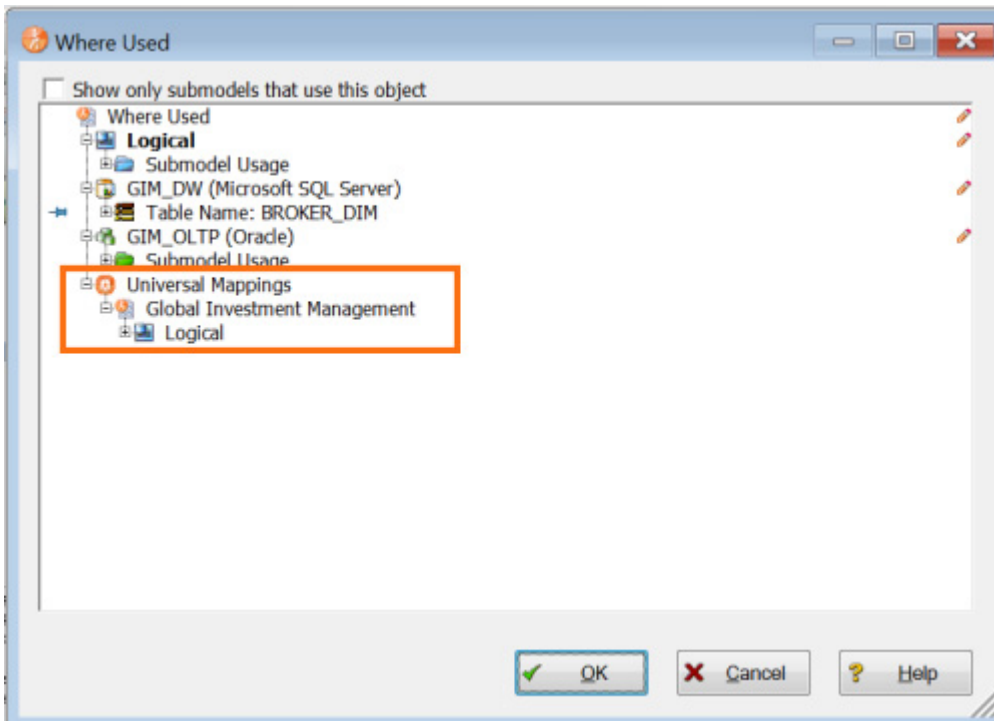 Where Used
Show only submodels that use this object
Where Used
Logical
Submodel Usage
GIM_DW (Microsoft SQL Server)
Table Name: BROKER_DIM
GIM_OLTP (Oracle)
Submodel Usage
Universal Mappings
Global Investment Management
Logical
OK Cancel Help